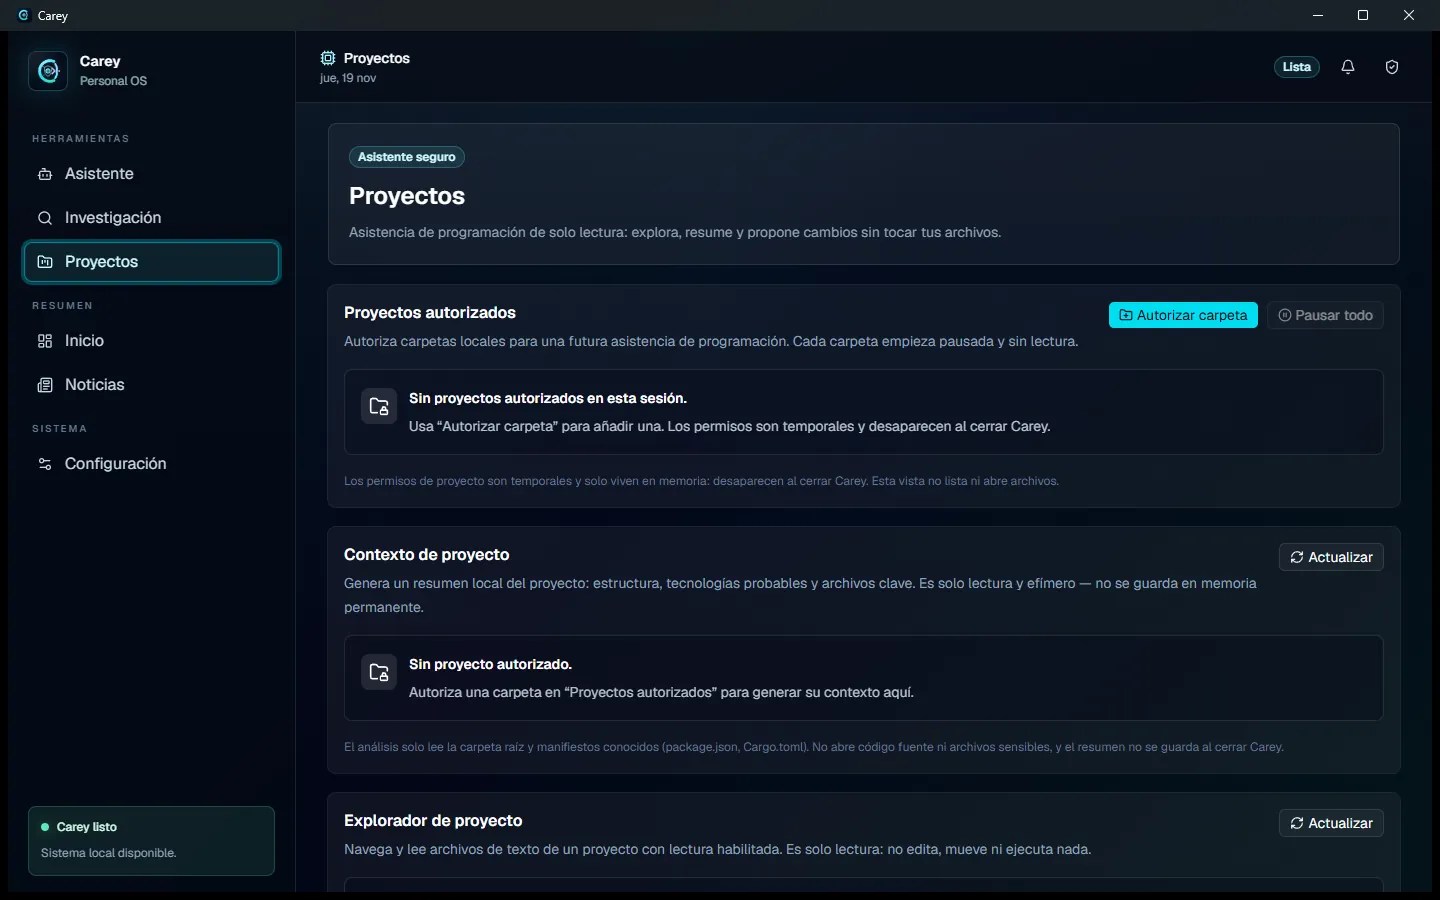 Carey
Carey
Personal OS
HERRAMIENTAS
Asistente
Investigación
Proyectos
RESUMEN
Inicio
Noticias
SISTEMA
Configuración
Carey listo
Sistema local disponible.
Proyectos
jue, 19 nov
Lista
Asistente seguro
Proyectos
Asistencia de programación de solo lectura: explora, resume y propone cambios sin tocar tus archivos.
Proyectos autorizados
Autorizar carpeta
Pausar todo
Autoriza carpetas locales para una futura asistencia de programación. Cada carpeta empieza pausada y sin lectura.
Sin proyectos autorizados en esta sesión.
Usa “Autorizar carpeta” para añadir una. Los permisos son temporales y desaparecen al cerrar Carey.
Los permisos de proyecto son temporales y solo viven en memoria: desaparecen al cerrar Carey. Esta vista no lista ni abre archivos.
Contexto de proyecto
Actualizar
Genera un resumen local del proyecto: estructura, tecnologías probables y archivos clave. Es solo lectura y efímero — no se guarda en memoria
permanente.
Sin proyecto autorizado.
Autoriza una carpeta en “Proyectos autorizados” para generar su contexto aquí.
El análisis solo lee la carpeta raíz y manifiestos conocidos (package.json, Cargo.toml). No abre código fuente ni archivos sensibles, y el resumen no se guarda al cerrar Carey.
Explorador de proyecto
Actualizar
Navega y lee archivos de texto de un proyecto con lectura habilitada. Es solo lectura: no edita, mueve ni ejecuta nada.